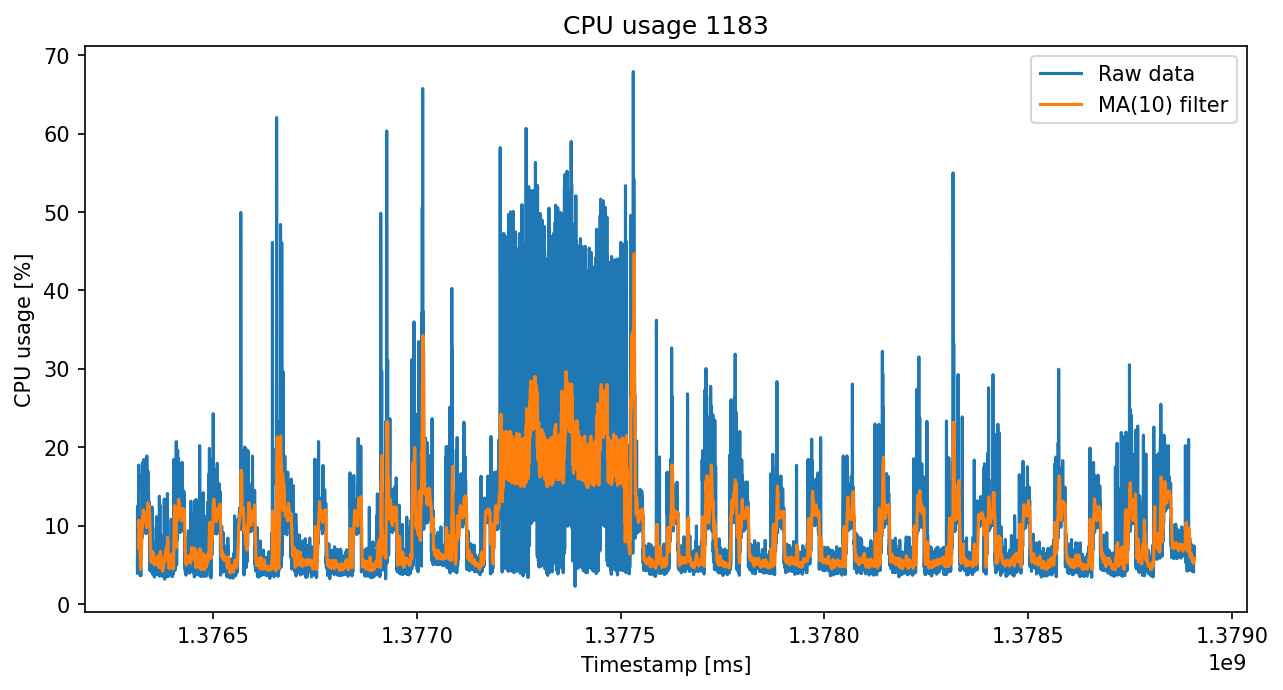 CPU usage 1183
Raw data
MA(10) filter
CPU usage [%]
70
60
50
40
30
20
10
0
1.3765 1.3770 1.3775 1.3780 1.3785 1.3790
1e9
Timestamp [ms]